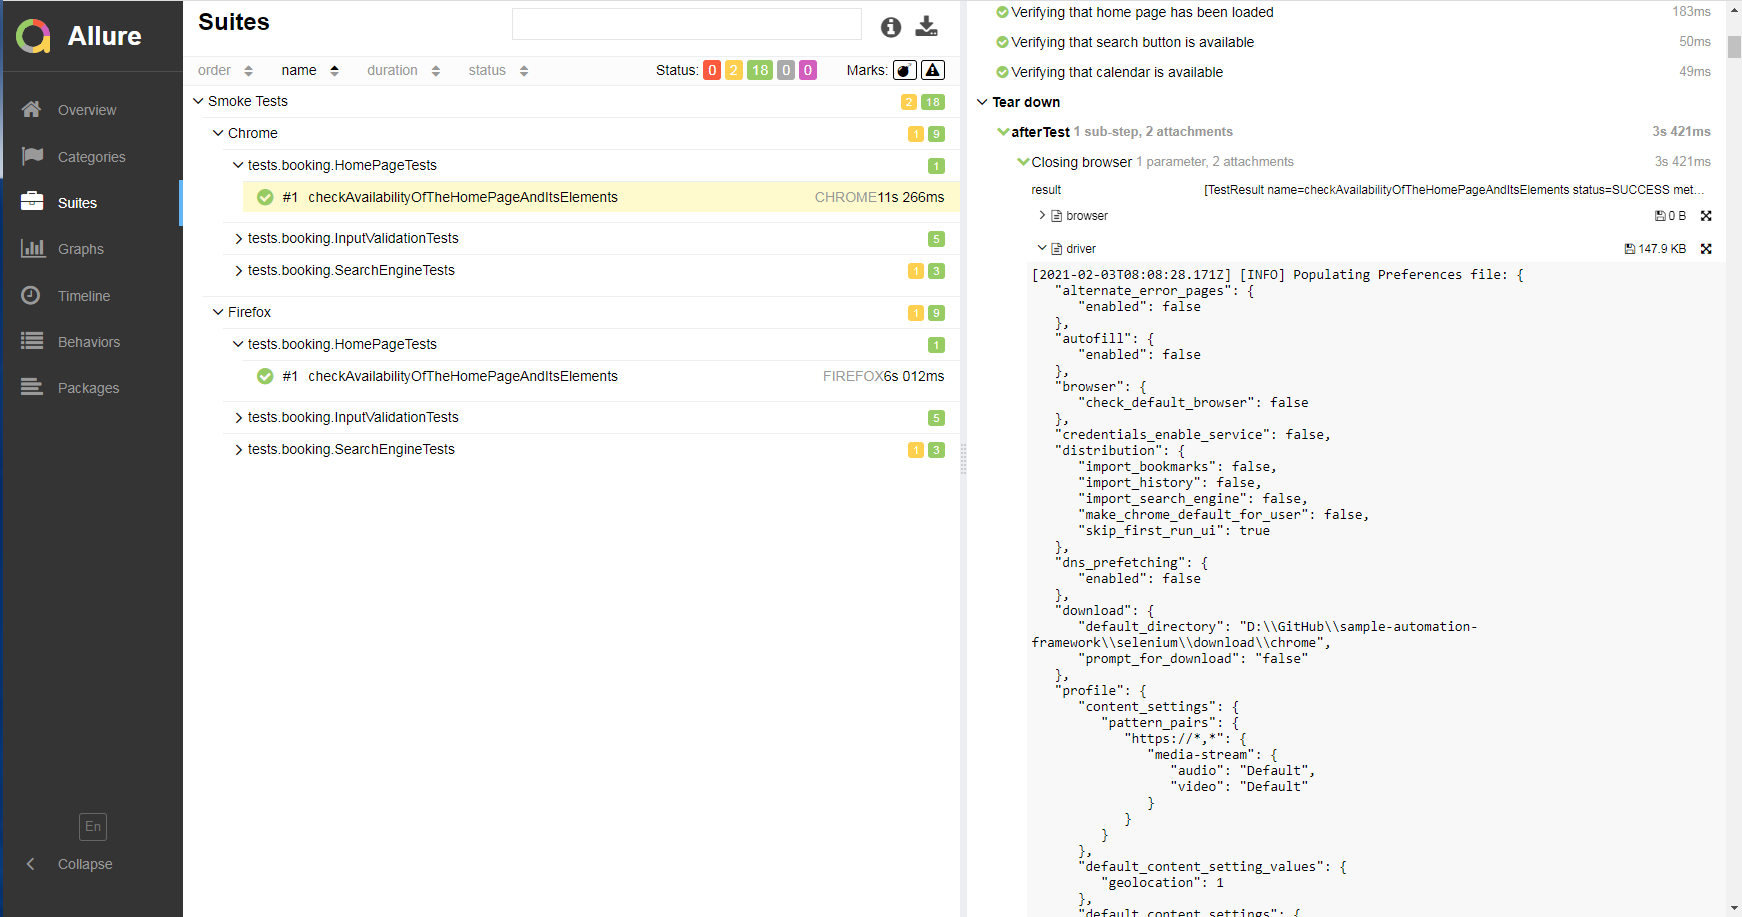 Allure
Overview
Categories
Suites
Graphs
Timeline
Behaviors
Packages
En
Collapse
Suites
order name duration status Status: 0 2 18 0 0 Marks:
Smoke Tests 2 18
Chrome 1 9
tests.booking.HomePageTests 1
#1 checkAvailabilityOfTheHomePageAndItsElements CHROME11s 266ms
tests.booking.InputValidationTests 5
tests.booking.SearchEngineTests 1 3
Firefox 1 9
tests.booking.HomePageTests 1
#1 checkAvailabilityOfTheHomePageAndItsElements FIREFOX6s 012ms
tests.booking.InputValidationTests 5
tests.booking.SearchEngineTests 1 3
Verifying that home page has been loaded 183ms
Verifying that search button is available 50ms
Verifying that calendar is available 49ms
Tear down
afterTest 1 sub-step, 2 attachments 3s 421ms
Closing browser 1 parameter, 2 attachments 3s 421ms
result [TestResult name=checkAvailabilityOfTheHomePageAndItsElements status=SUCCESS met...
browser 0 B
driver 147.9 KB
[2021-02-03T08:08:28.171Z] [INFO] Populating Preferences file: {
"alternate_error_pages": {
"enabled": false
},
"autofill": {
"enabled": false
},
"browser": {
"check_default_browser": false
},
"credentials_enable_service": false,
"distribution": {
"import_bookmarks": false,
"import_history": false,
"import_search_engine": false,
"make_chrome_default_for_user": false,
"skip_first_run_ui": true
},
"dns_prefetching": {
"enabled": false
},
"download": {
"default_directory": "D:\\GitHub\\sample-automation-
framework\\selenium\\download\\chrome",
"prompt_for_download": "false"
},
"profile": {
"content_settings": {
"pattern_pairs": {
"https://*,*": {
"media-stream": {
"audio": "Default",
"video": "Default"
}
}
}
},
"default_content_setting_values": {
"geolocation": 1
},
"default_content_settings": {